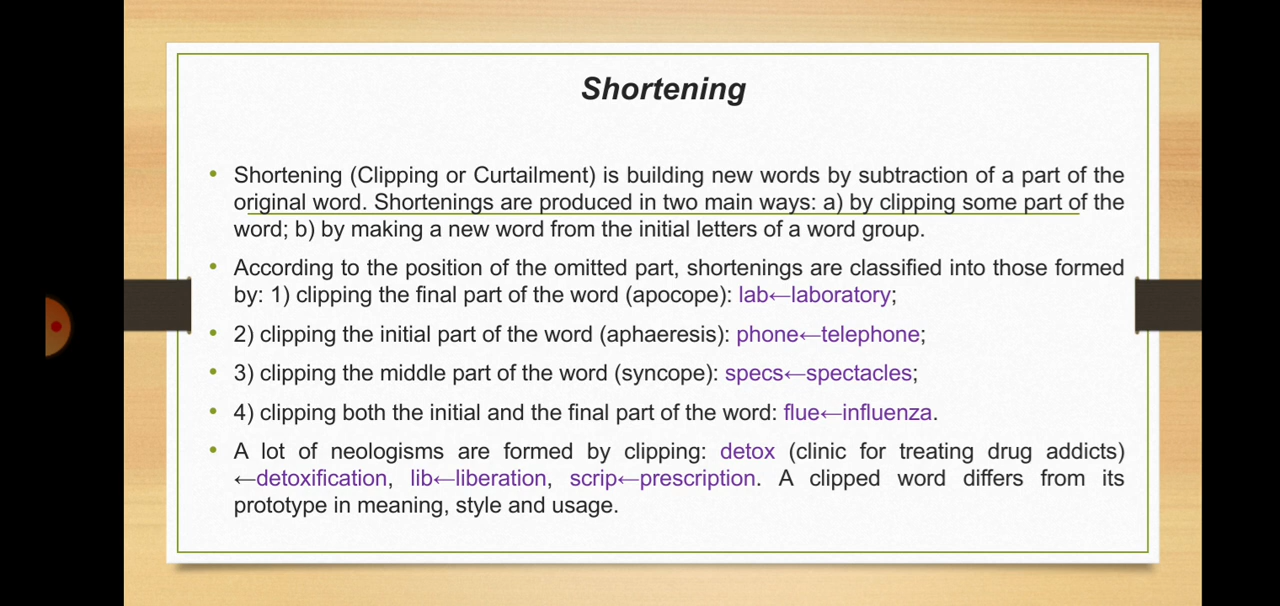 Shortening
• Shortening (Clipping or Curtailment) is building new words by subtraction of a part of the
original word. Shortenings are produced in two main ways: a) by clipping some part of the
word; b) by making a new word from the initial letters of a word group.
• According to the position of the omitted part, shortenings are classified into those formed
by: 1) clipping the final part of the word (apocope): lab←laboratory;
• 2) clipping the initial part of the word (aphaeresis): phone←telephone;
• 3) clipping the middle part of the word (syncope): specs←spectacles;
• 4) clipping both the initial and the final part of the word: flue←influenza.
• A lot of neologisms are formed by clipping: detox (clinic for treating drug addicts)
←detoxification, lib←liberation, scrip←prescription. A clipped word differs from its
prototype in meaning, style and usage.